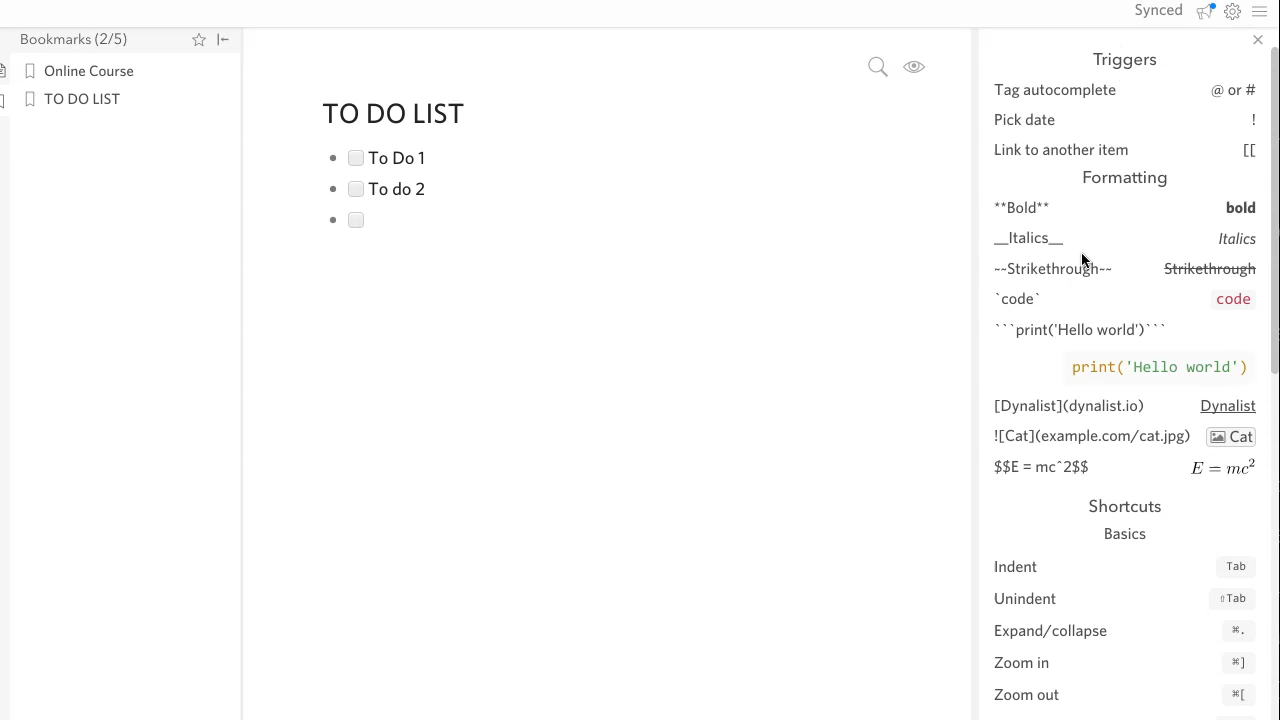 Synced
Bookmarks (2/5)
Online Course
TO DO LIST
TO DO LIST
To Do 1
To do 2
Triggers
Tag autocomplete @ or #
Pick date !
Link to another item [[
Formatting
**Bold** bold
__Italics__ Italics
~~Strikethrough~~ Strikethrough
`code` code
```print('Hello world')```
print('Hello world')
[Dynalist](dynalist.io) Dynalist
![Cat](example.com/cat.jpg) Cat
$$E = mc^2$$ E = mc²
Shortcuts
Basics
Indent Tab
Unindent ⇧Tab
Expand/collapse ⌘.
Zoom in ⌘]
Zoom out ⌘[